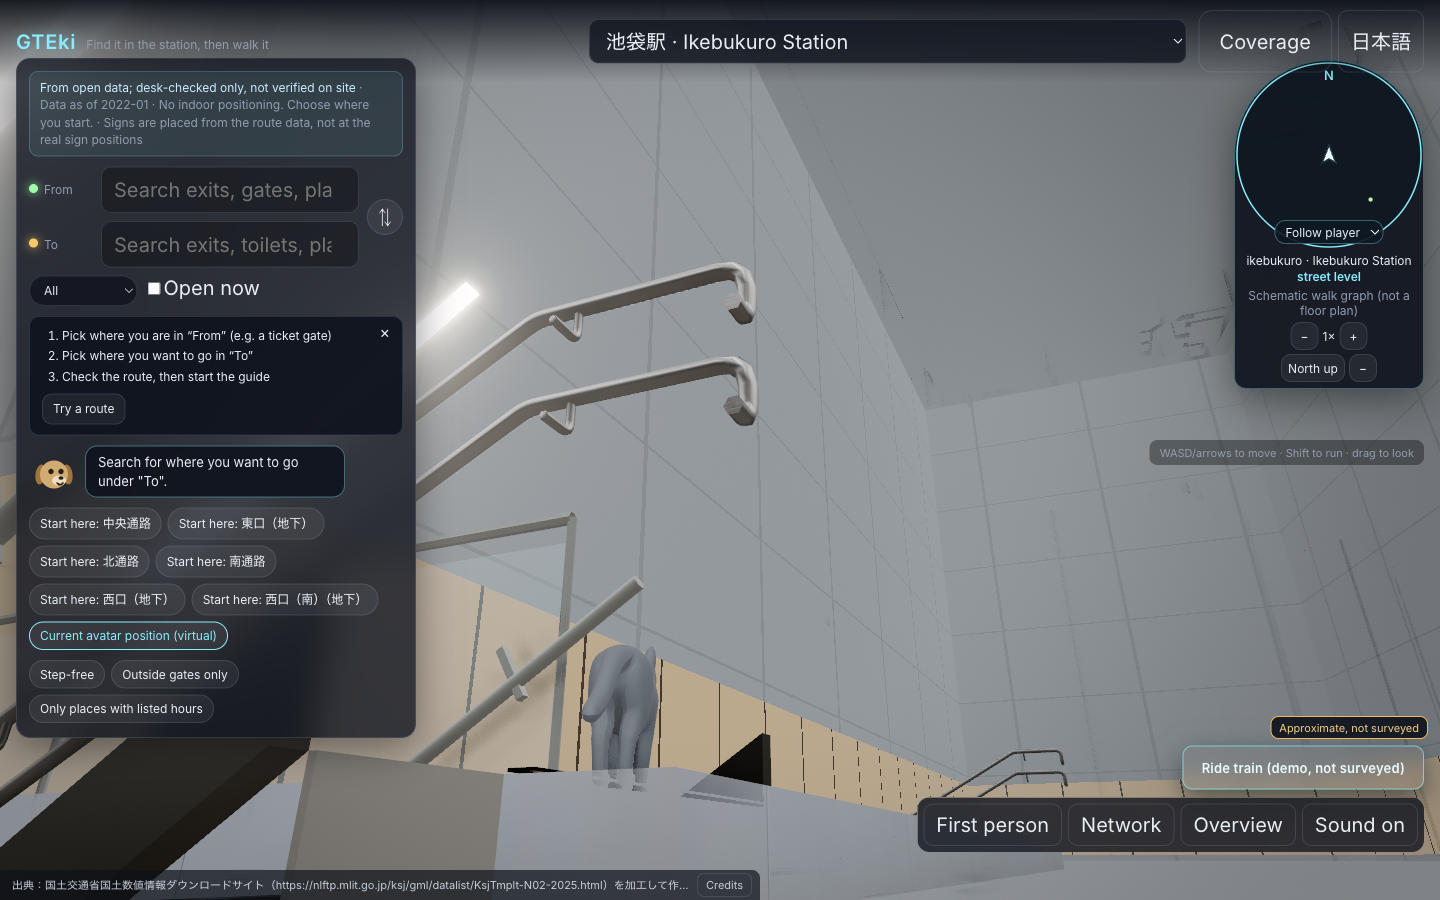 GTEki Find it in the station, then walk it
池袋駅 · Ikebukuro Station
Coverage
日本語
From open data; desk-checked only, not verified on site ·
Data as of 2022-01 · No indoor positioning. Choose where
you start. · Signs are placed from the route data, not at the
real sign positions
From
Search exits, gates, pla
To
Search exits, toilets, pla
All
Open now
1. Pick where you are in “From” (e.g. a ticket gate)
2. Pick where you want to go in “To”
3. Check the route, then start the guide
Try a route
Search for where you want to go
under "To".
Start here: 中央通路
Start here: 東口（地下）
Start here: 北通路
Start here: 南通路
Start here: 西口（地下）
Start here: 西口（南）（地下）
Current avatar position (virtual)
Step-free
Outside gates only
Only places with listed hours
N
Follow player
ikebukuro · Ikebukuro Station
street level
Schematic walk graph (not a
floor plan)
− 1× +
North up −
WASD/arrows to move · Shift to run · drag to look
Approximate, not surveyed
Ride train (demo, not surveyed)
First person
Network
Overview
Sound on
出典：国土交通省国土数値情報ダウンロードサイト（https://nlftp.mlit.go.jp/ksj/gml/datalist/KsjTmplt-N02-2025.html）を加工して作...
Credits